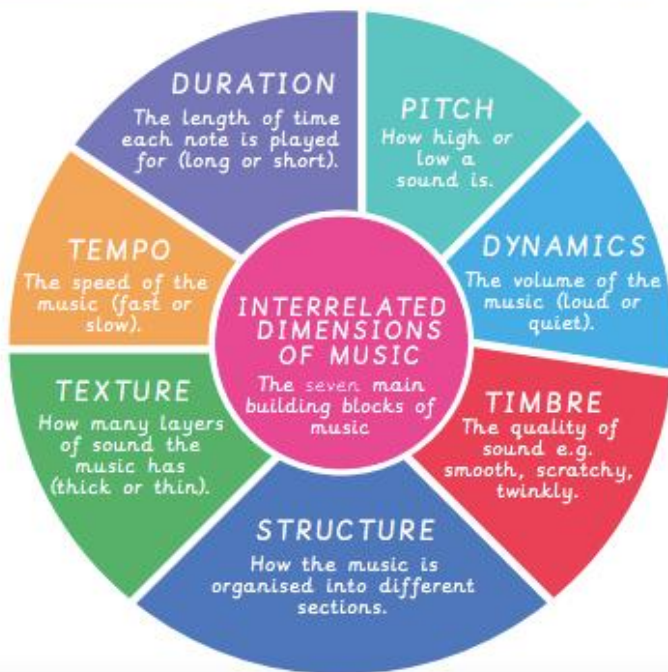 INTERRELATED
DIMENSIONS
OF MUSIC
The seven main
building blocks of
music
PITCH
How high or
low a
sound is.
DYNAMICS
The volume of the
music (loud or
quiet).
TIMBRE
The quality of
sound e.g.
smooth, scratchy,
twinkly.
STRUCTURE
How the music is
organised into different
sections.
TEXTURE
How many layers
of sound the
music has
(thick or thin).
TEMPO
The speed of the
music (fast or
slow).
DURATION
The length of time
each note is played
for (long or short).